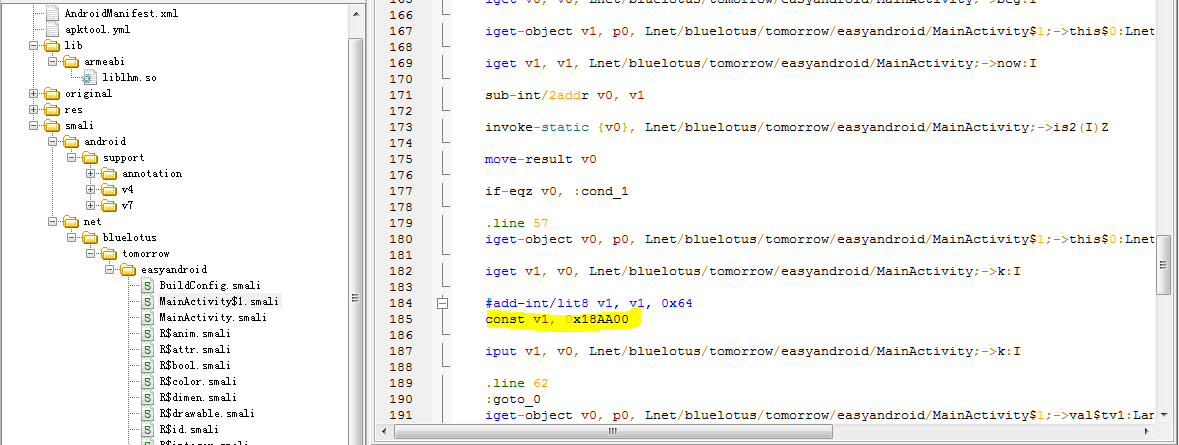 AndroidManifest.xml
apktool.yml
lib
armeabi
liblhm.so
original
res
smali
android
support
annotation
v4
v7
net
bluelotus
tomorrow
easyandroid
BuildConfig.smali
MainActivity$1.smali
MainActivity.smali
R$anim.smali
R$attr.smali
R$bool.smali
R$color.smali
R$dimen.smali
R$drawable.smali
R$id.smali
166
167 iget-object v1, p0, Lnet/bluelotus/tomorrow/easyandroid/MainActivity$1;->this$0:Lnet
168
169 iget v1, v1, Lnet/bluelotus/tomorrow/easyandroid/MainActivity;->now:I
170
171 sub-int/2addr v0, v1
172
173 invoke-static {v0}, Lnet/bluelotus/tomorrow/easyandroid/MainActivity;->is2(I)Z
174
175 move-result v0
176
177 if-eqz v0, :cond_1
178
179 .line 57
180 iget-object v0, p0, Lnet/bluelotus/tomorrow/easyandroid/MainActivity$1;->this$0:Lnet
181
182 iget v1, v0, Lnet/bluelotus/tomorrow/easyandroid/MainActivity;->k:I
183
184 #add-int/lit8 v1, v1, 0x64
185 const v1, 0x18AA00
186
187 iput v1, v0, Lnet/bluelotus/tomorrow/easyandroid/MainActivity;->k:I
188
189 .line 62
190 :goto_0
191 iget-object v0, p0, Lnet/bluelotus/tomorrow/easyandroid/MainActivity$1;->val$tv1:Lan